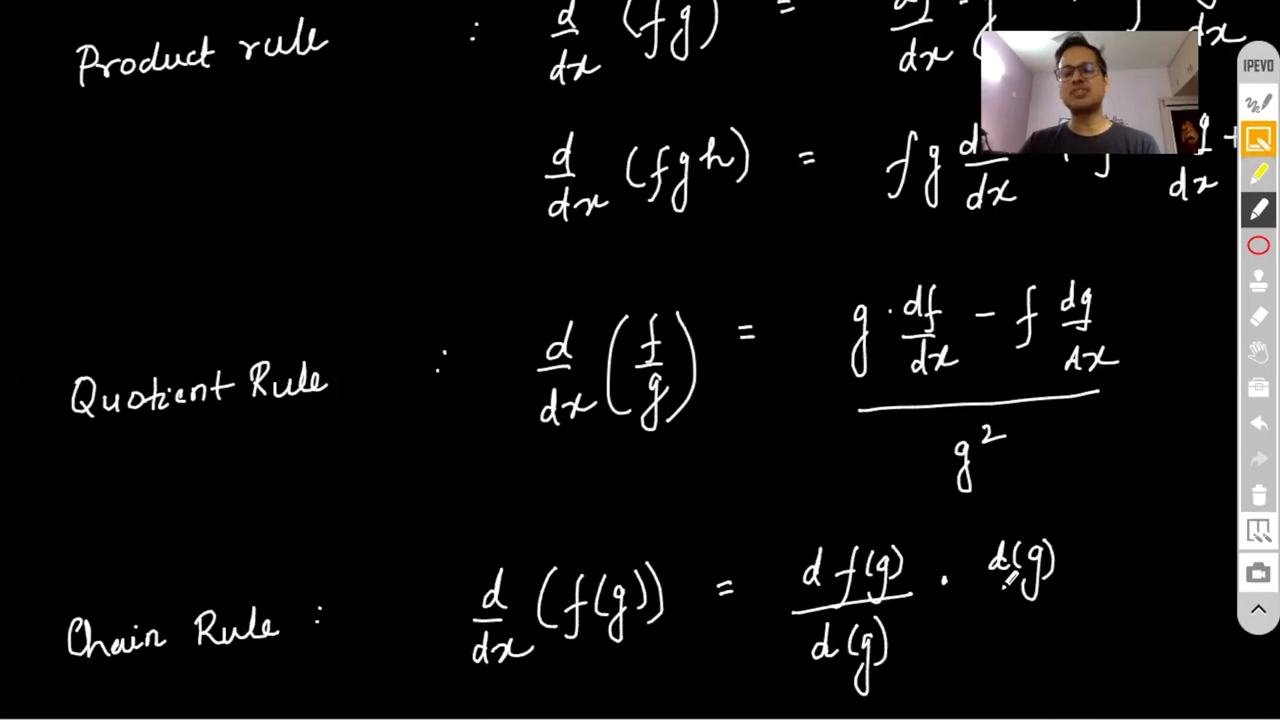 Product rule : d/dx (fg) =
d/dx (fgh) = fg d/dx
Quotient Rule : d/dx (f/g) = g · df/dx − f dg/dx
g²
Chain Rule : d/dx (f(g)) = d f(g)/d(g) · d(g)
IPEVO